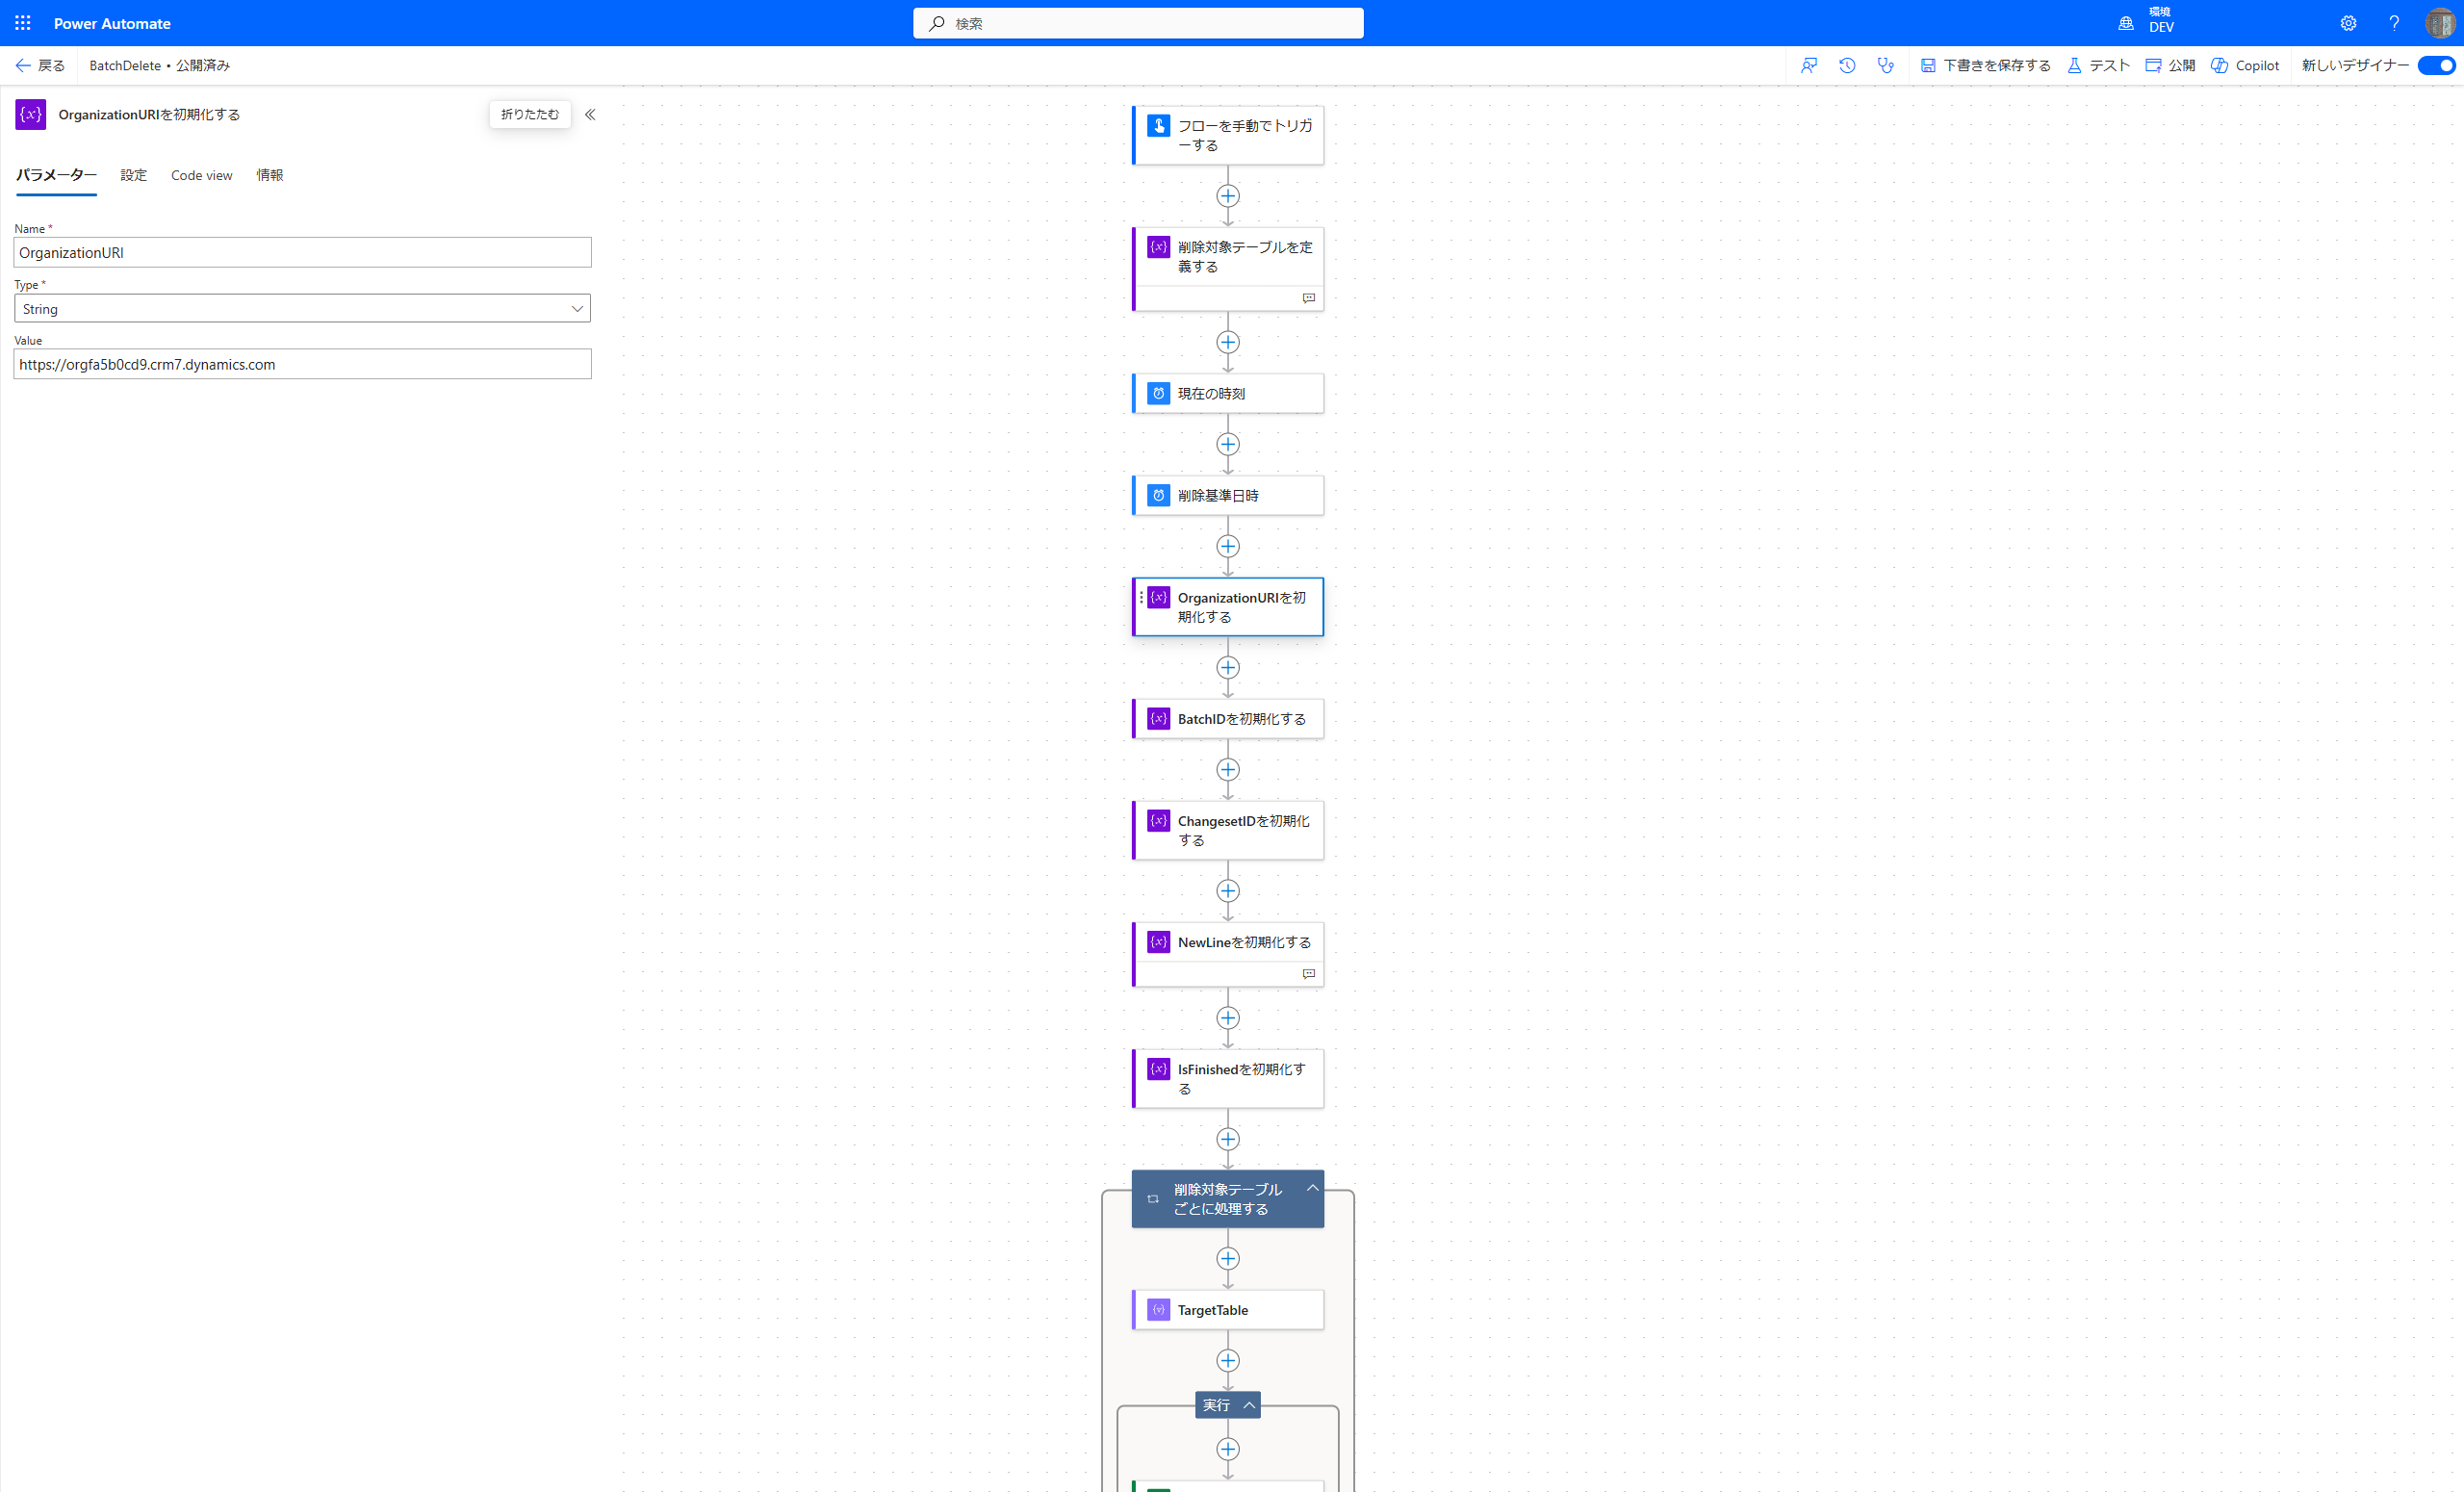 Power Automate
検索
環境
DEV
戻る
BatchDelete • 公開済み
下書きを保存する
テスト
公開
Copilot
新しいデザイナー
{x}
OrganizationURIを初期化する
折りたたむ
パラメーター
設定
Code view
情報
Name *
OrganizationURI
Type *
String
Value
https://orgfa5b0cd9.crm7.dynamics.com
フローを手動でトリガ
ーする
{x}
削除対象テーブルを定
義する
現在の時刻
削除基準日時
{x}
OrganizationURIを初
期化する
{x}
BatchIDを初期化する
{x}
ChangesetIDを初期化
する
{x}
NewLineを初期化する
{x}
IsFinishedを初期化す
る
削除対象テーブル
ごとに処理する
TargetTable
実行